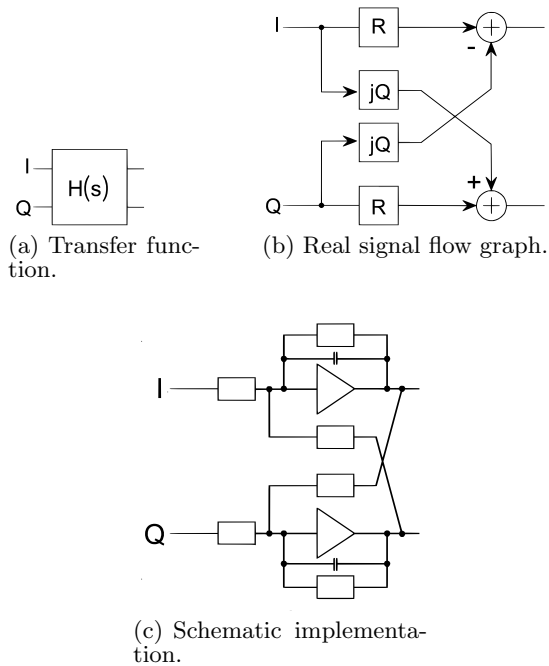 I
R
-
jQ
jQ
+
Q
R
I
H(s)
Q
(a) Transfer func-
tion.
(b) Real signal flow graph.
I
Q
(c) Schematic implementa-
tion.